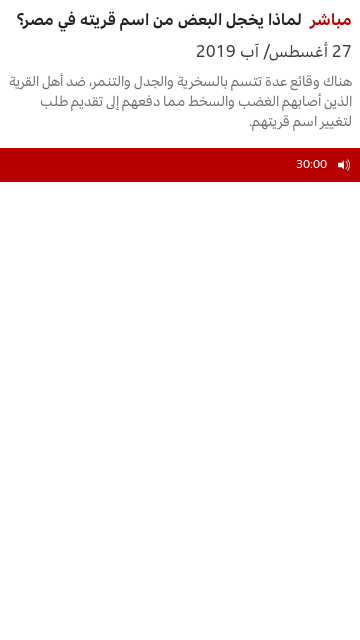 مباشر لماذا يخجل البعض من اسم قريته في مصر؟
27 أغسطس/ آب 2019
هناك وقائع عدة تتسم بالسخرية والجدل والتنمر، ضد أهل القرية
الذين أصابهم الغضب والسخط مما دفعهم إلى تقديم طلب
لتغيير اسم قريتهم.
30:00